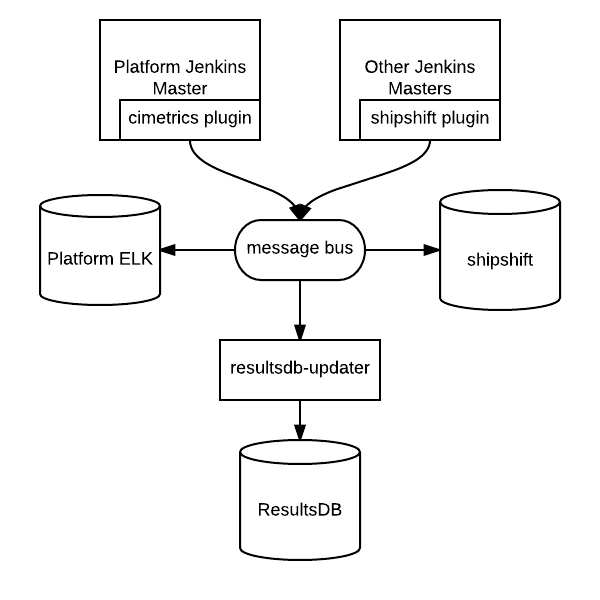 Platform Jenkins
Master
cimetrics plugin
Other Jenkins
Masters
shipshift plugin
Platform ELK
message bus
shipshift
resultsdb-updater
ResultsDB